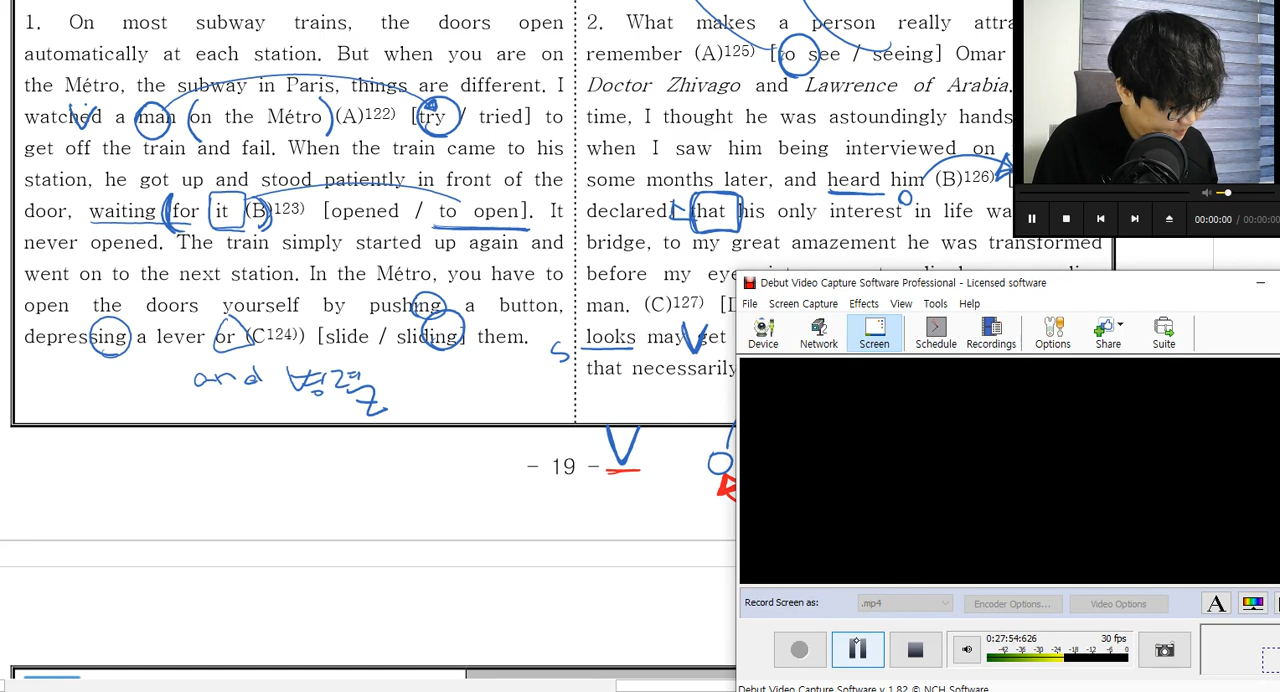 1. On most subway trains, the doors open
automatically at each station. But when you are on
the Métro, the subway in Paris, things are different. I
watched a man on the Métro (A)122) [try / tried] to
get off the train and fail. When the train came to his
station, he got up and stood patiently in front of the
door, waiting for it (B)123) [opened / to open]. It
never opened. The train simply started up again and
went on to the next station. In the Métro, you have to
open the doors yourself by pushing a button,
depressing a lever or (C124)) [slide / sliding] them.
and
S
V
V
2. What makes a person really
remember (A)125) [to see / seeing] Omar
Doctor Zhivago and Lawrence of Arabia.
time, I thought he was astoundingly
when I saw him being interviewed on
some months later, and heard him (B)126) [
O
declared that his only interest in life
bridge, to my great amazement he was transformed
before my
man. (C)127)
looks may get
V
that necessarily
- 19 -
V
00:00:00 / 00:00:0
Debut Video Capture Software Professional - Licensed software
File Screen Capture Effects View Tools Help
Device Network Screen Schedule Recordings Options Share Suite
Record Screen as: .mp4 Encoder Options... Video Options A
0:27:54:626 30 fps
-42 -36 -30 -24 -18 -12 -6 0
Debut Video Capture Software v 1.82 © NCH Software